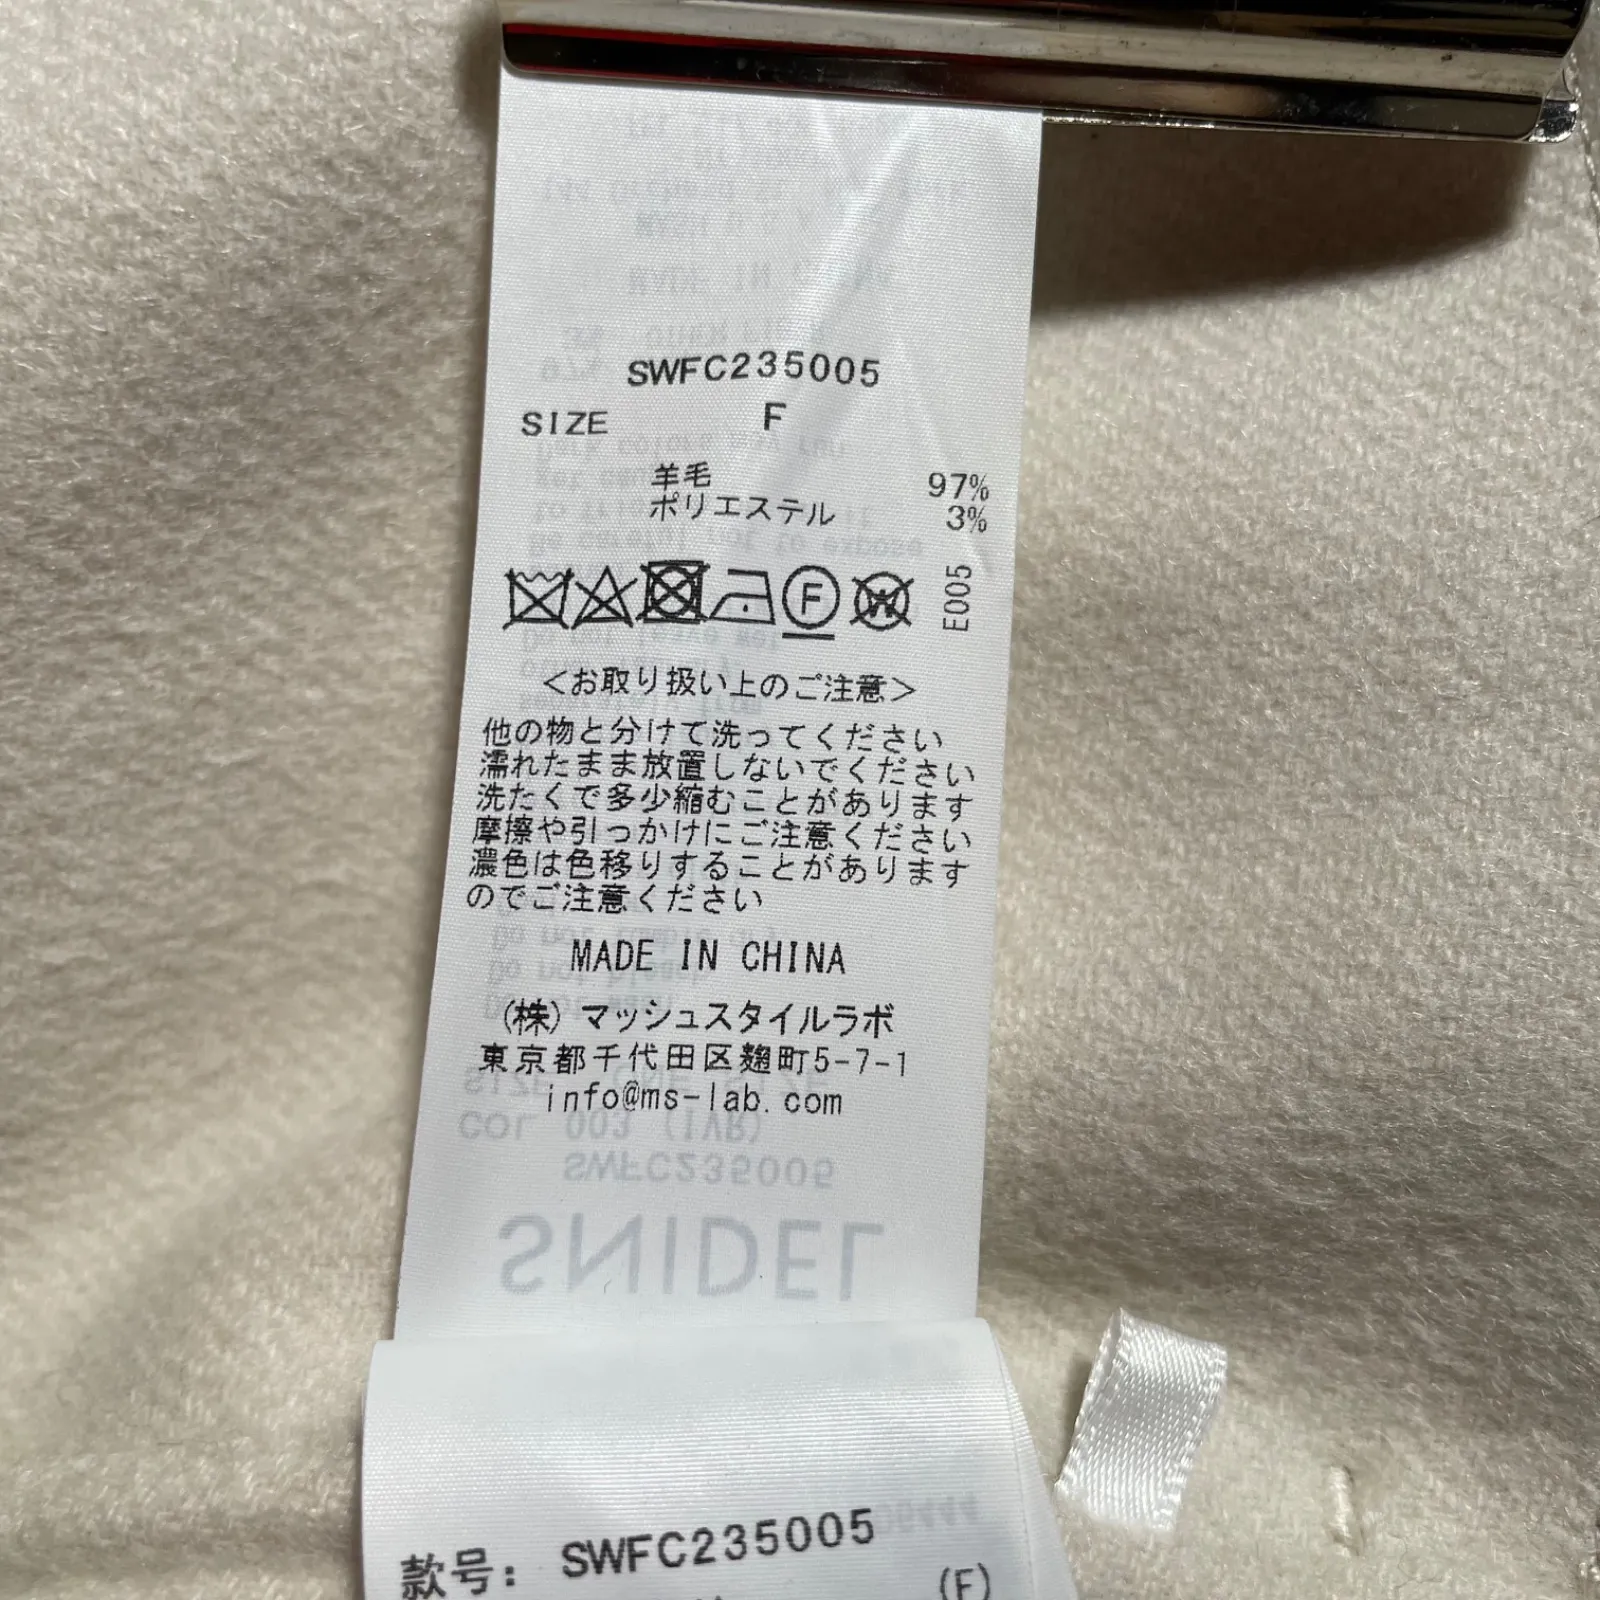 SWFC235005
SIZE F
羊毛 97%
ポリエステル 3%
E005
<お取り扱い上のご注意>
他の物と分けて洗ってください
濡れたまま放置しないでください
洗たくで多少縮むことがあります
摩擦や引っかけにご注意ください
濃色は色移りすることがあります
のでご注意ください
MADE IN CHINA
(株)マッシュスタイルラボ
東京都千代田区麹町5-7-1
info@ms-lab.com
COL 003 (IVR)
SWFC235005
SNIDEL
款号: SWFC235005
(F)